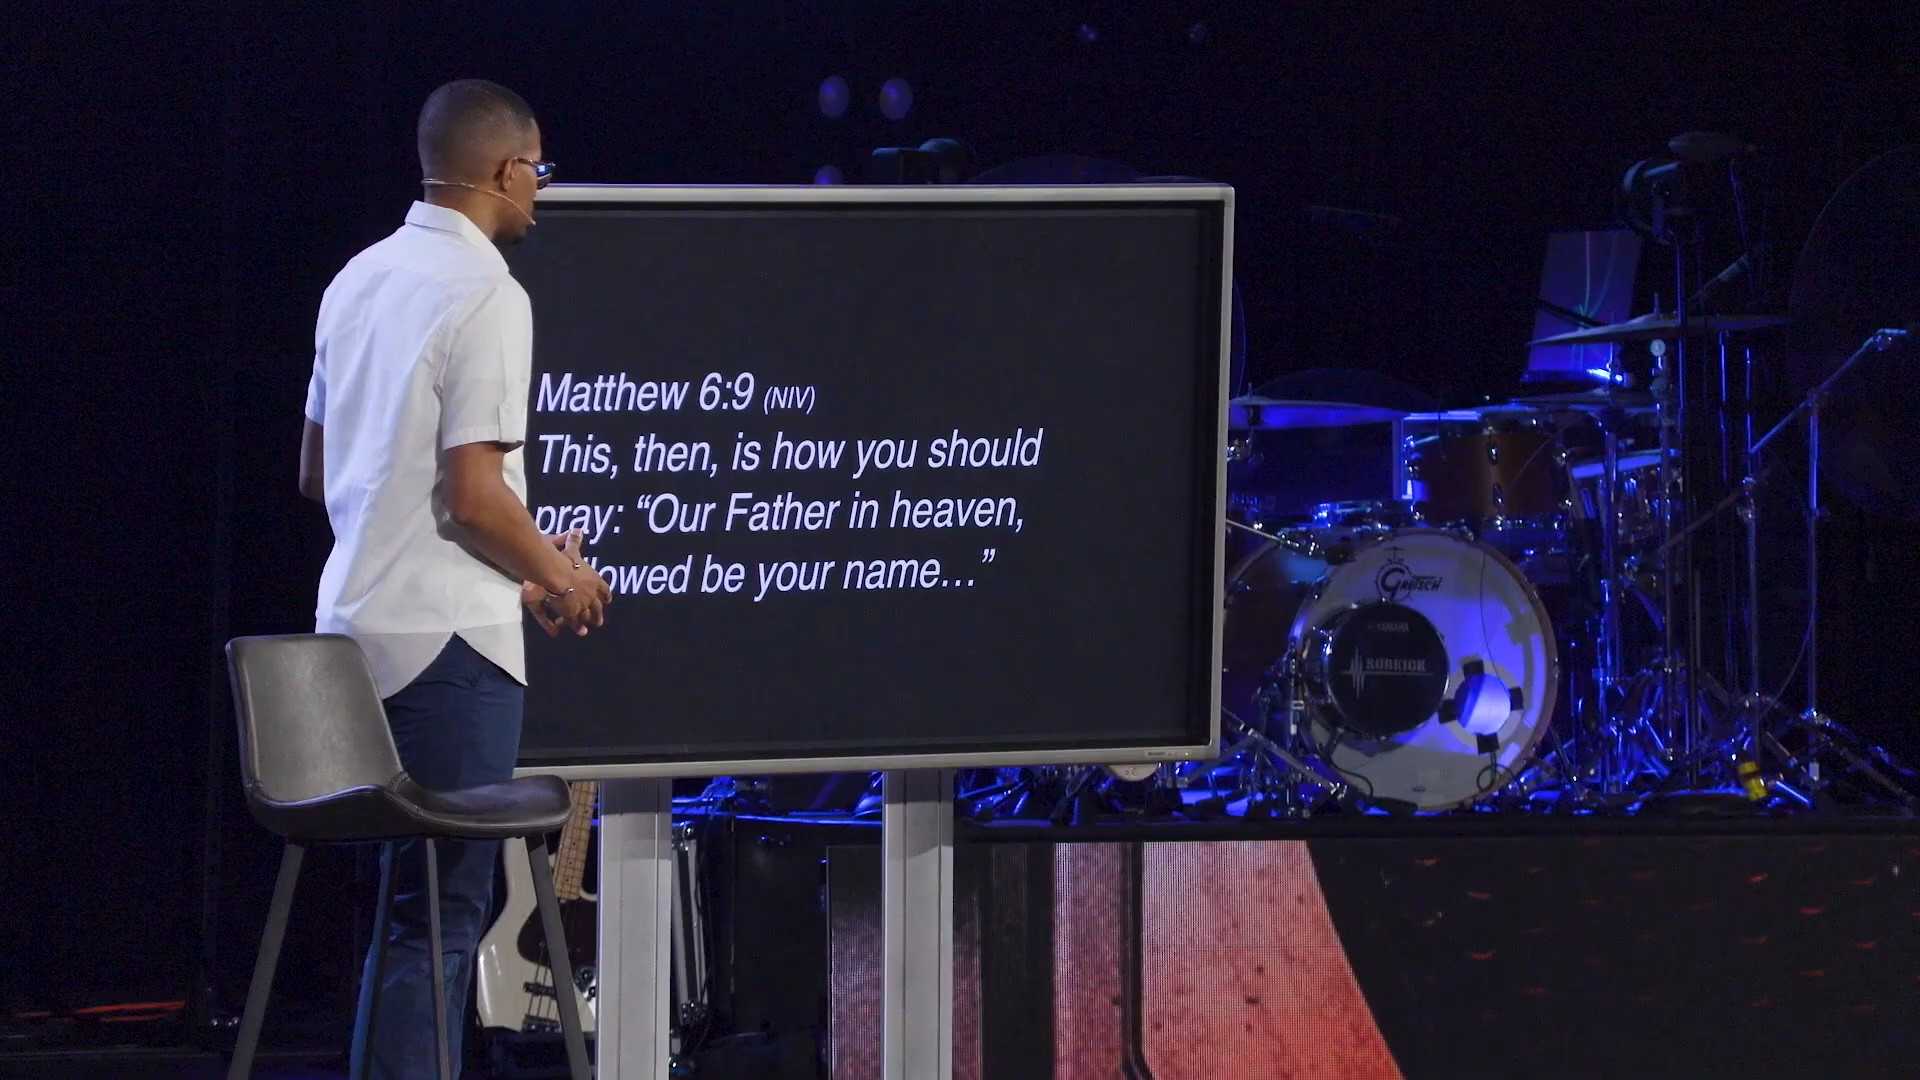 Matthew 6:9 (NIV)
This, then, is how you should
pray: “Our Father in heaven,
llowed be your name…”
GRETSCH
YAMAHA
SUBKICK